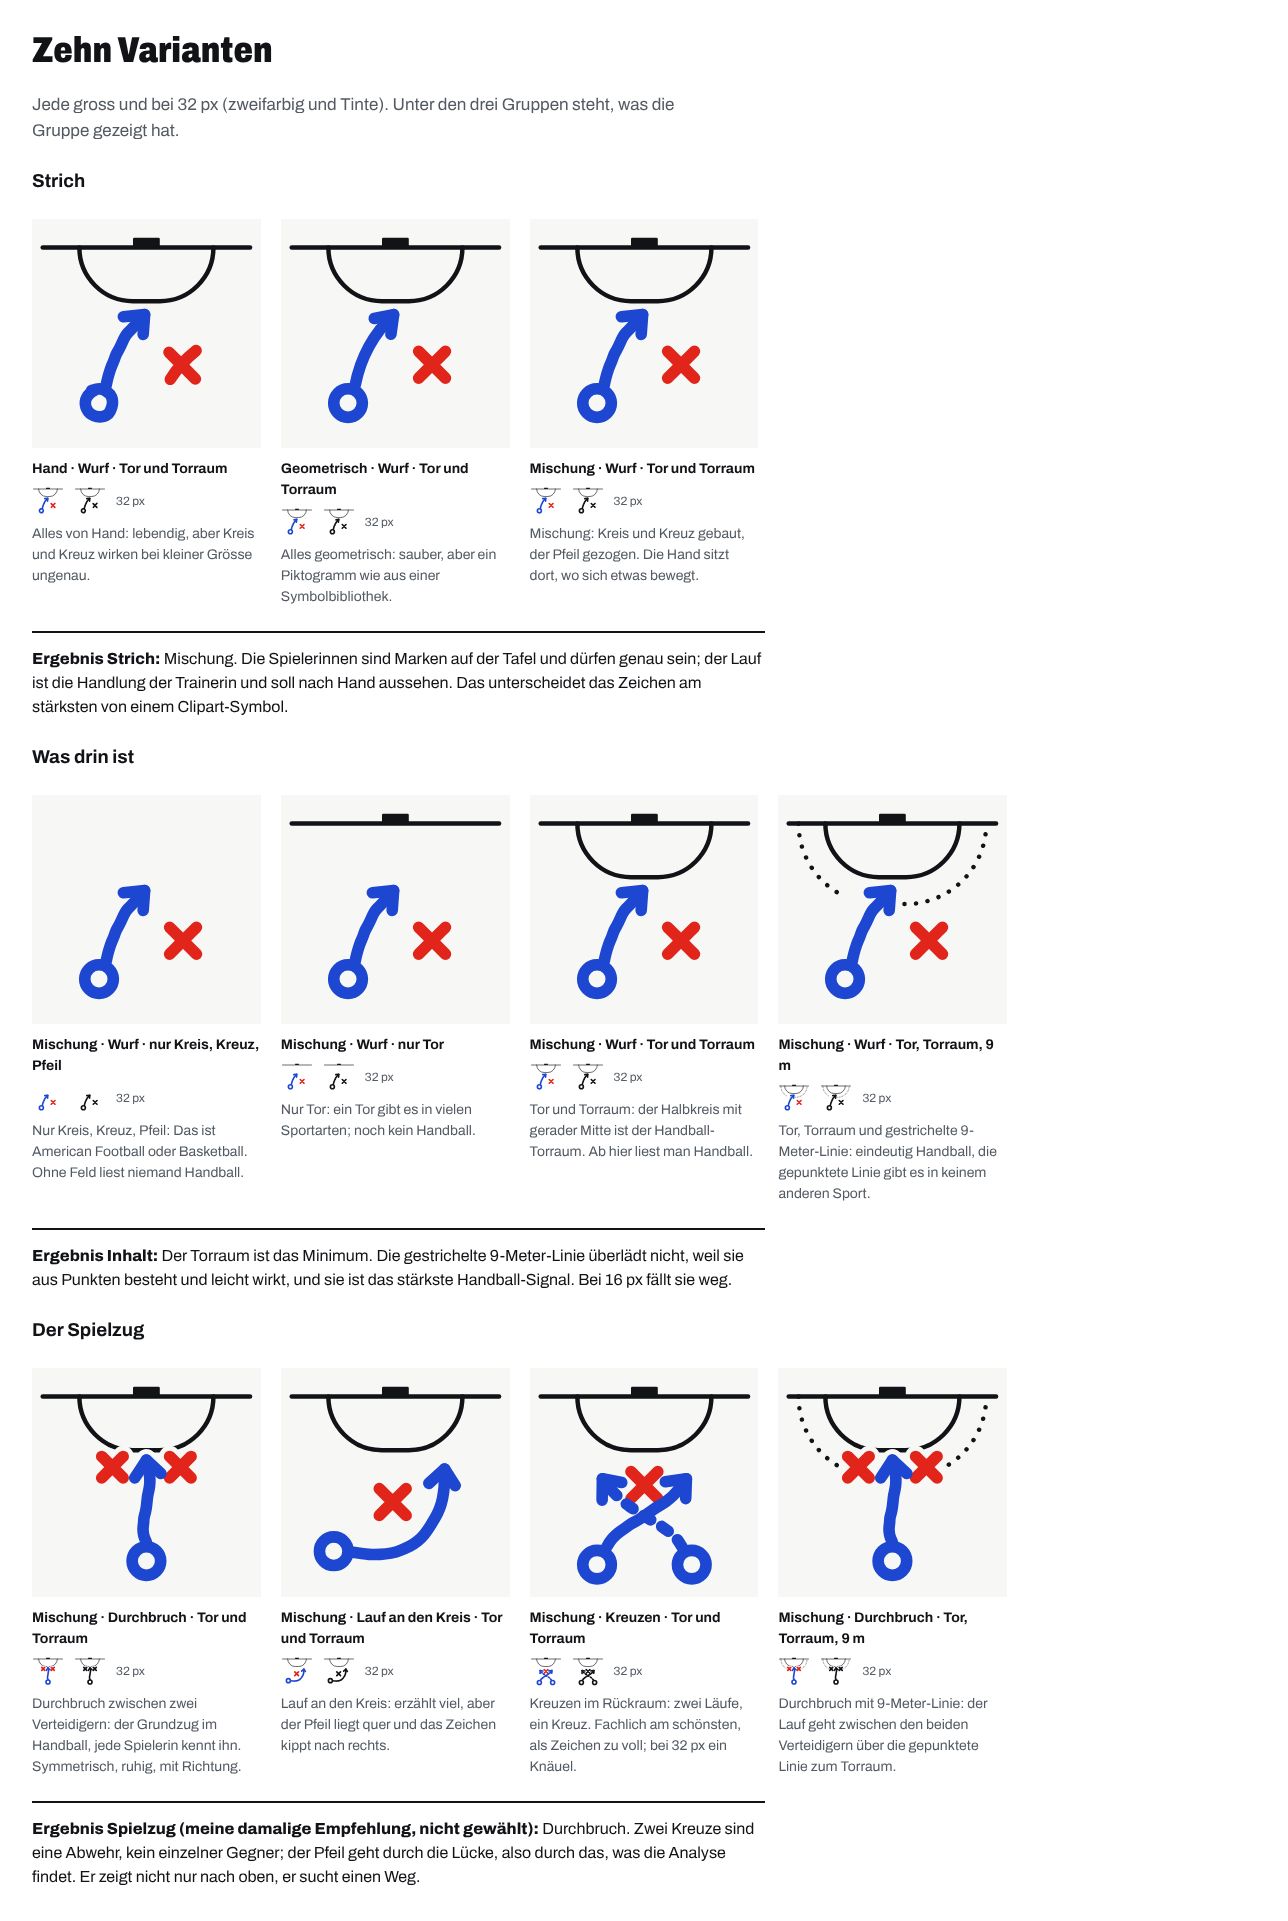 Zehn Varianten
Jede gross und bei 32 px (zweifarbig und Tinte). Unter den drei Gruppen steht, was die
Gruppe gezeigt hat.
Strich
Hand · Wurf · Tor und Torraum
32 px
Alles von Hand: lebendig, aber Kreis
und Kreuz wirken bei kleiner Grösse
ungenau.
Geometrisch · Wurf · Tor und
Torraum
32 px
Alles geometrisch: sauber, aber ein
Piktogramm wie aus einer
Symbolbibliothek.
Mischung · Wurf · Tor und Torraum
32 px
Mischung: Kreis und Kreuz gebaut,
der Pfeil gezogen. Die Hand sitzt
dort, wo sich etwas bewegt.
Ergebnis Strich: Mischung. Die Spielerinnen sind Marken auf der Tafel und dürfen genau sein; der Lauf
ist die Handlung der Trainerin und soll nach Hand aussehen. Das unterscheidet das Zeichen am
stärksten von einem Clipart-Symbol.
Was drin ist
Mischung · Wurf · nur Kreis, Kreuz,
Pfeil
32 px
Nur Kreis, Kreuz, Pfeil: Das ist
American Football oder Basketball.
Ohne Feld liest niemand Handball.
Mischung · Wurf · nur Tor
32 px
Nur Tor: ein Tor gibt es in vielen
Sportarten; noch kein Handball.
Mischung · Wurf · Tor und Torraum
32 px
Tor und Torraum: der Halbkreis mit
gerader Mitte ist der Handball-
Torraum. Ab hier liest man Handball.
Mischung · Wurf · Tor, Torraum, 9
m
32 px
Tor, Torraum und gestrichelte 9-
Meter-Linie: eindeutig Handball, die
gepunktete Linie gibt es in keinem
anderen Sport.
Ergebnis Inhalt: Der Torraum ist das Minimum. Die gestrichelte 9-Meter-Linie überlädt nicht, weil sie
aus Punkten besteht und leicht wirkt, und sie ist das stärkste Handball-Signal. Bei 16 px fällt sie weg.
Der Spielzug
Mischung · Durchbruch · Tor und
Torraum
32 px
Durchbruch zwischen zwei
Verteidigern: der Grundzug im
Handball, jede Spielerin kennt ihn.
Symmetrisch, ruhig, mit Richtung.
Mischung · Lauf an den Kreis · Tor
und Torraum
32 px
Lauf an den Kreis: erzählt viel, aber
der Pfeil liegt quer und das Zeichen
kippt nach rechts.
Mischung · Kreuzen · Tor und
Torraum
32 px
Kreuzen im Rückraum: zwei Läufe,
ein Kreuz. Fachlich am schönsten,
als Zeichen zu voll; bei 32 px ein
Knäuel.
Mischung · Durchbruch · Tor,
Torraum, 9 m
32 px
Durchbruch mit 9-Meter-Linie: der
Lauf geht zwischen den beiden
Verteidigern über die gepunktete
Linie zum Torraum.
Ergebnis Spielzug (meine damalige Empfehlung, nicht gewählt): Durchbruch. Zwei Kreuze sind
eine Abwehr, kein einzelner Gegner; der Pfeil geht durch die Lücke, also durch das, was die Analyse
findet. Er zeigt nicht nur nach oben, er sucht einen Weg.